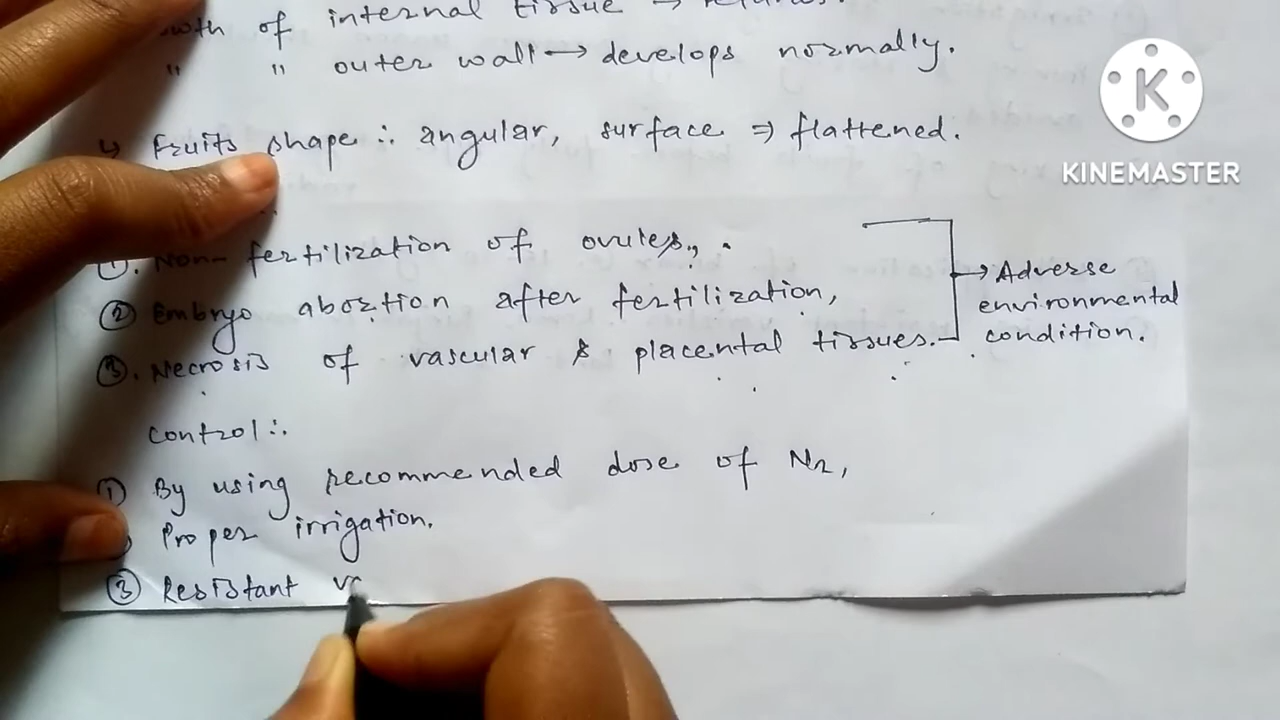 of internal tissue →
" " outer wall → develops normally.
↳ Fruits shape ∴ angular, surface ⇒ flattened.
①. Non-fertilization of ovules,
② Embryo abortion after fertilization,
③. Necrosis of vascular & placental tissues.
→ Adverse
environmental
condition.
Control ∴
① By using recommended dose of N2,
Proper irrigation.
③ Resistant
KINEMASTER